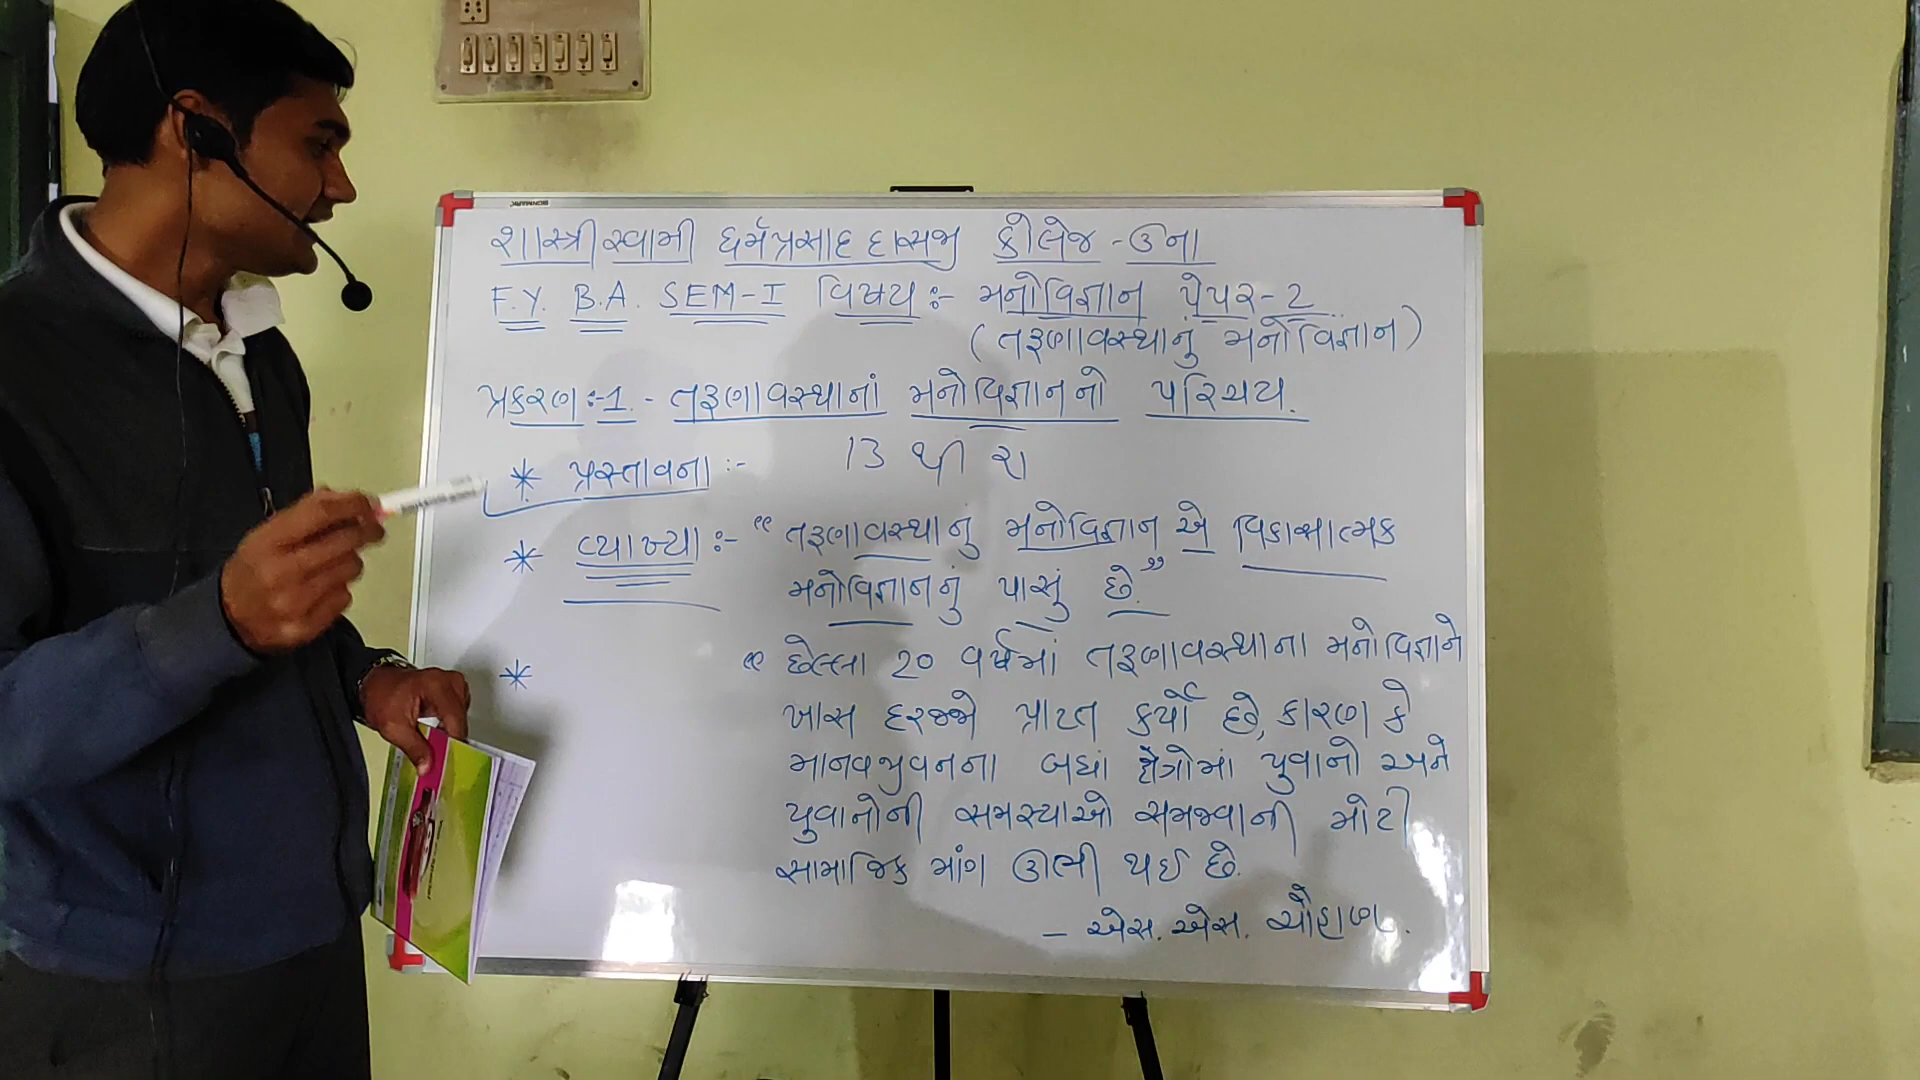 શાસ્ત્રી સ્વામી ધર્મપ્રસાદ દાસજી કોલેજ - ઉના
F.Y. B.A. SEM-I વિષય :- મનોવિજ્ઞાન પેપર-2
(તરૂણાવસ્થાનું મનોવિજ્ઞાન)
પ્રકરણ :-1. - તરૂણાવસ્થાનાં મનોવિજ્ઞાનનો પરિચય.
* પ્રસ્તાવના :- 13 થી ૨૧
* વ્યાખ્યા :- "તરૂણાવસ્થાનું મનોવિજ્ઞાન એ વિકાસાત્મક
મનોવિજ્ઞાનનું પાસું છે."
* "છેલ્લા 20 વર્ષમાં તરૂણાવસ્થાના મનોવિજ્ઞાને
ખાસ દરજ્જો પ્રાપ્ત કર્યો છે, કારણ કે
માનવજીવનના બધાં ક્ષેત્રોમાં યુવાનો અને
યુવાનોની સમસ્યાઓ સમજવાની મોટી
સામાજિક માંગ ઊભી થઈ છે.
- એસ. એસ. ચૌહાણ.